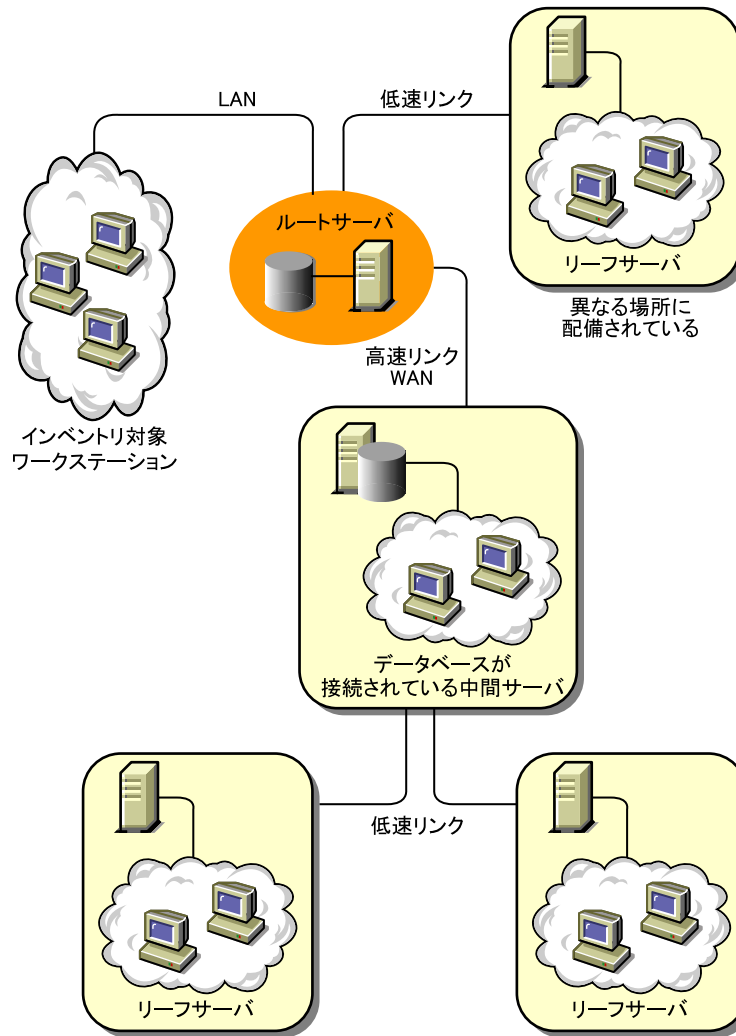 LAN
低速リンク
ルートサーバ
リーフサーバ
異なる場所に
配備されている
高速リンク
WAN
インベントリ対象
ワークステーション
データベースが
接続されている中間サーバ
低速リンク
リーフサーバ
リーフサーバ